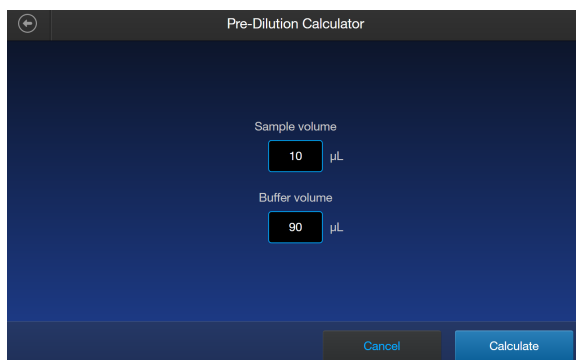 Pre-Dilution Calculator
Sample volume
10 µL
Buffer volume
90 µL
Cancel Calculate